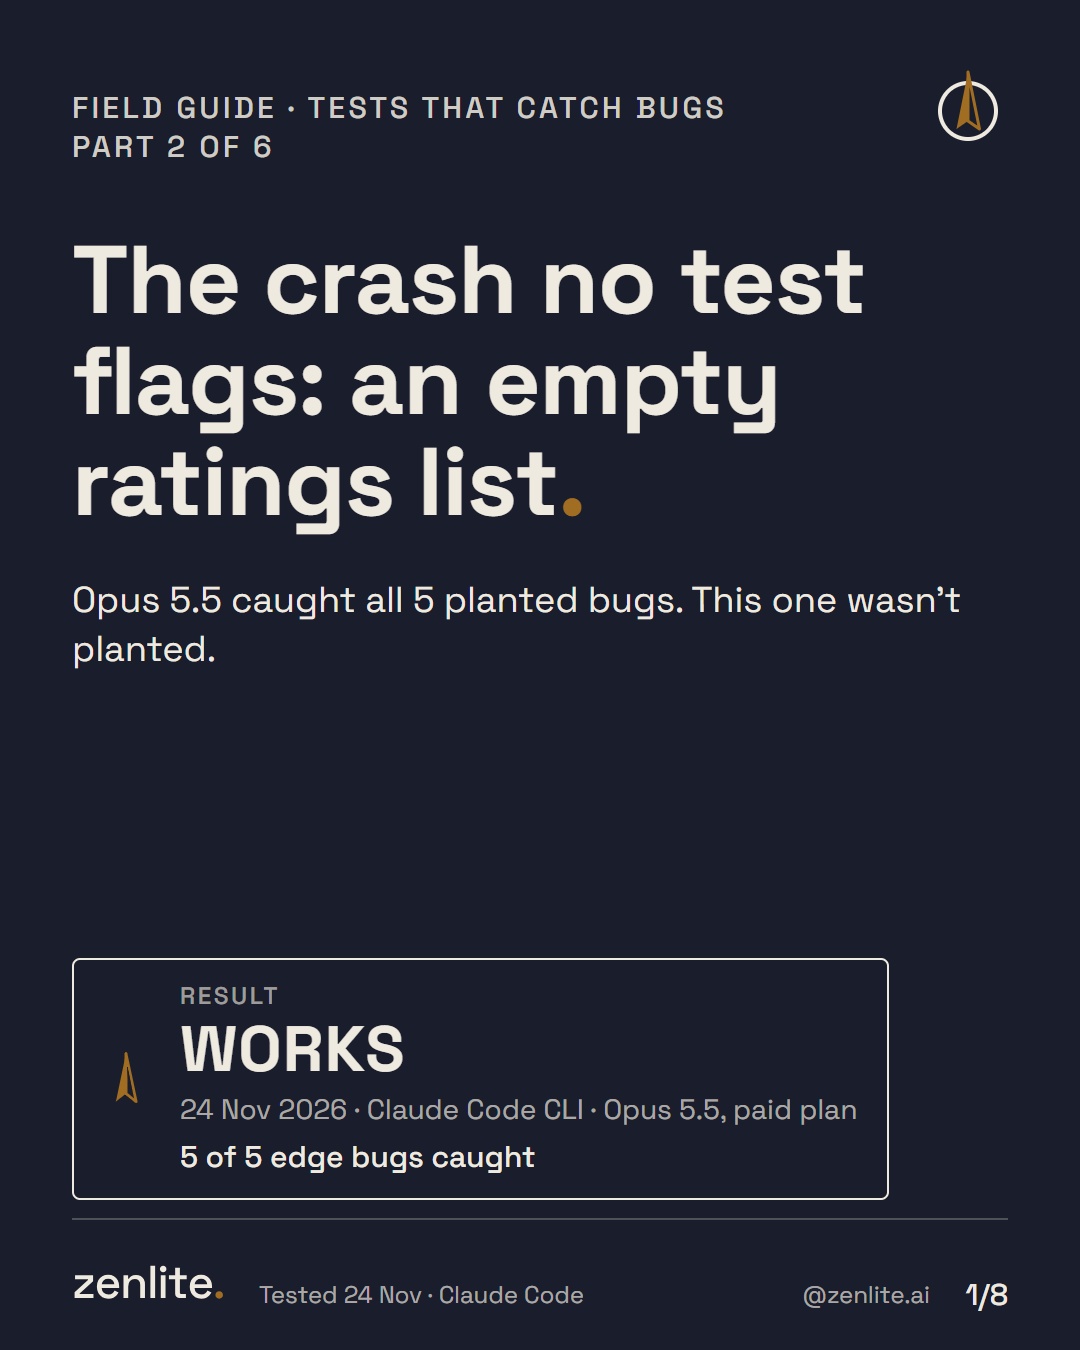 FIELD GUIDE · TESTS THAT CATCH BUGS
PART 2 OF 6
The crash no test
flags: an empty
ratings list.
Opus 5.5 caught all 5 planted bugs. This one wasn’t
planted.
RESULT
WORKS
24 Nov 2026 · Claude Code CLI · Opus 5.5, paid plan
5 of 5 edge bugs caught
zenlite.
Tested 24 Nov · Claude Code
@zenlite.ai
1/8